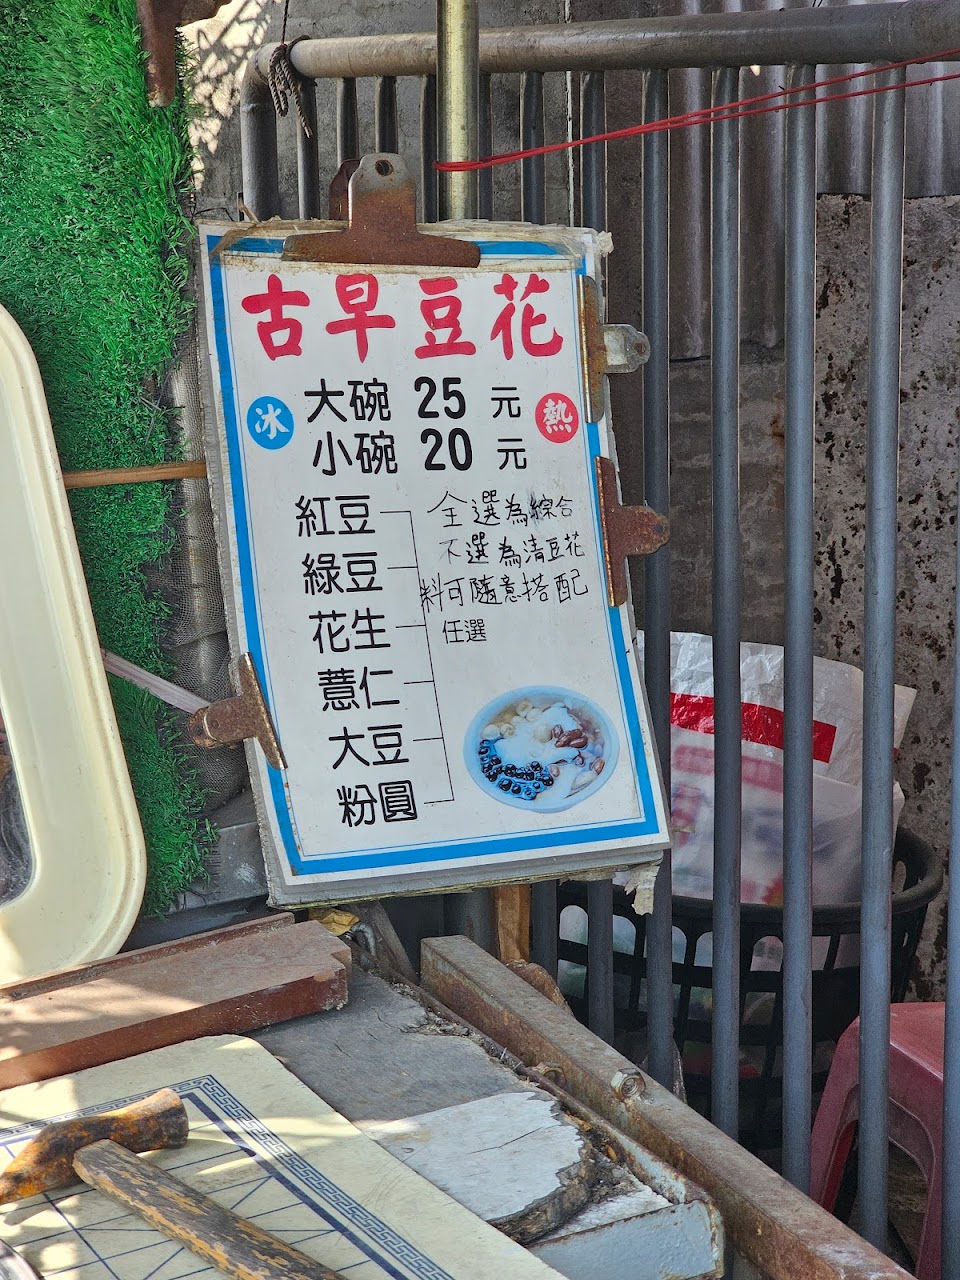 古早豆花
冰
大碗 25 元
小碗 20 元
熱
紅豆
綠豆
花生
薏仁
大豆
粉圓
全選為綜合
不選為清豆花
料可隨意搭配
任選